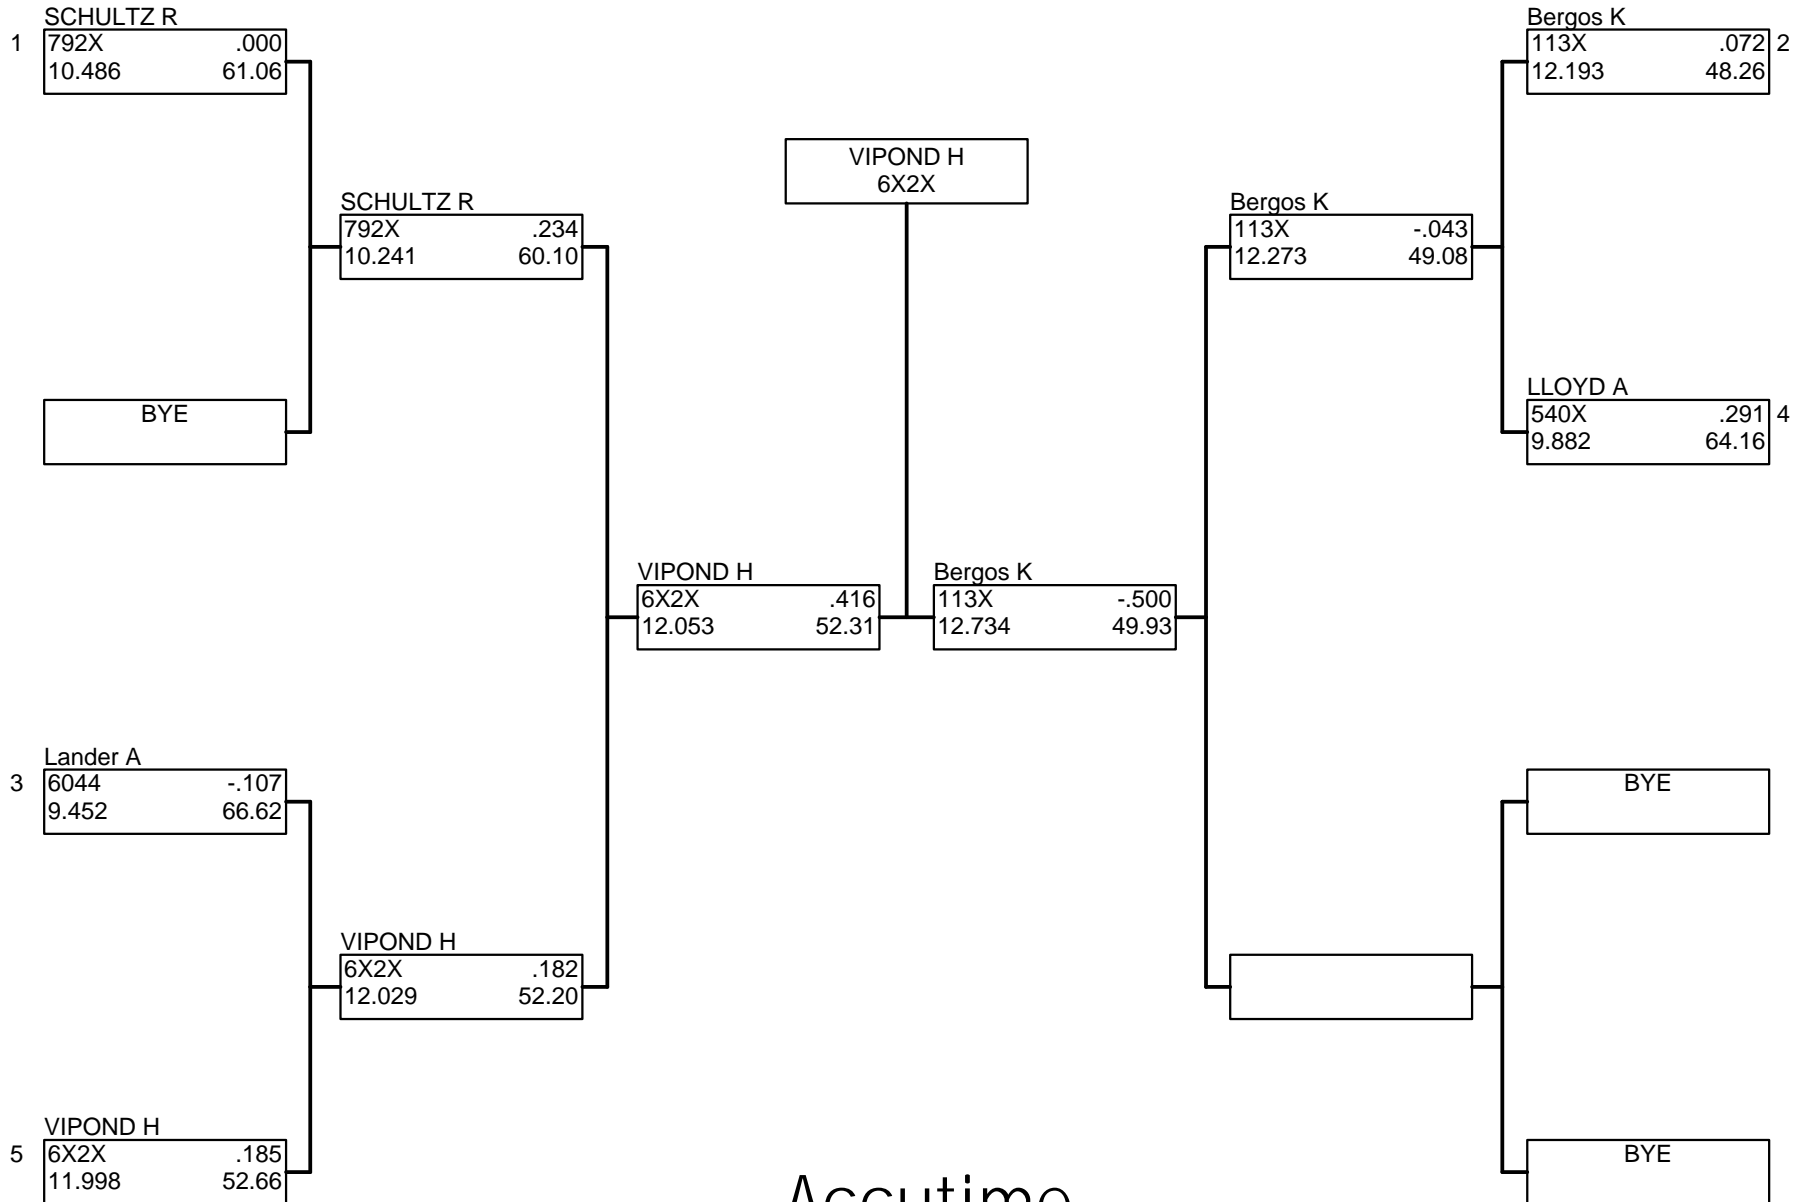 SCHULTZ R
1 792X .000
10.486 61.06
BYE
Lander A
3 6044 -.107
9.452 66.62
VIPOND H
5 6X2X .185
11.998 52.66
SCHULTZ R
792X .234
10.241 60.10
VIPOND H
6X2X .182
12.029 52.20
VIPOND H
6X2X .416
12.053 52.31
VIPOND H
6X2X
Bergos K
113X -.500
12.734 49.93
Bergos K
113X -.043
12.273 49.08
Bergos K
113X .072 2
12.193 48.26
LLOYD A
540X .291 4
9.882 64.16
BYE
BYE
Accutime